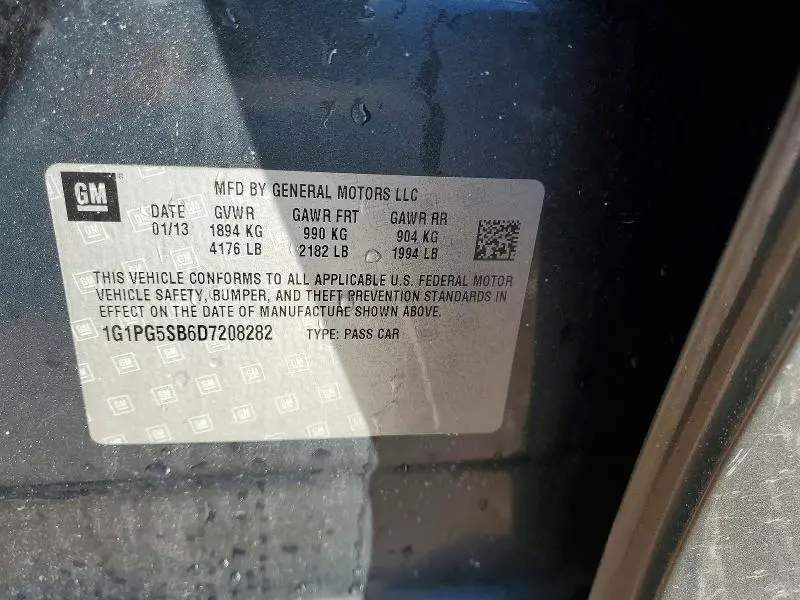 GM
MFD BY GENERAL MOTORS LLC
DATE GVWR GAWR FRT GAWR RR
01/13 1894 KG 990 KG 904 KG
4176 LB 2182 LB 1994 LB
THIS VEHICLE CONFORMS TO ALL APPLICABLE U.S. FEDERAL MOTOR
VEHICLE SAFETY, BUMPER, AND THEFT PREVENTION STANDARDS IN
EFFECT ON THE DATE OF MANUFACTURE SHOWN ABOVE.
1G1PG5SB6D7208282 TYPE: PASS CAR